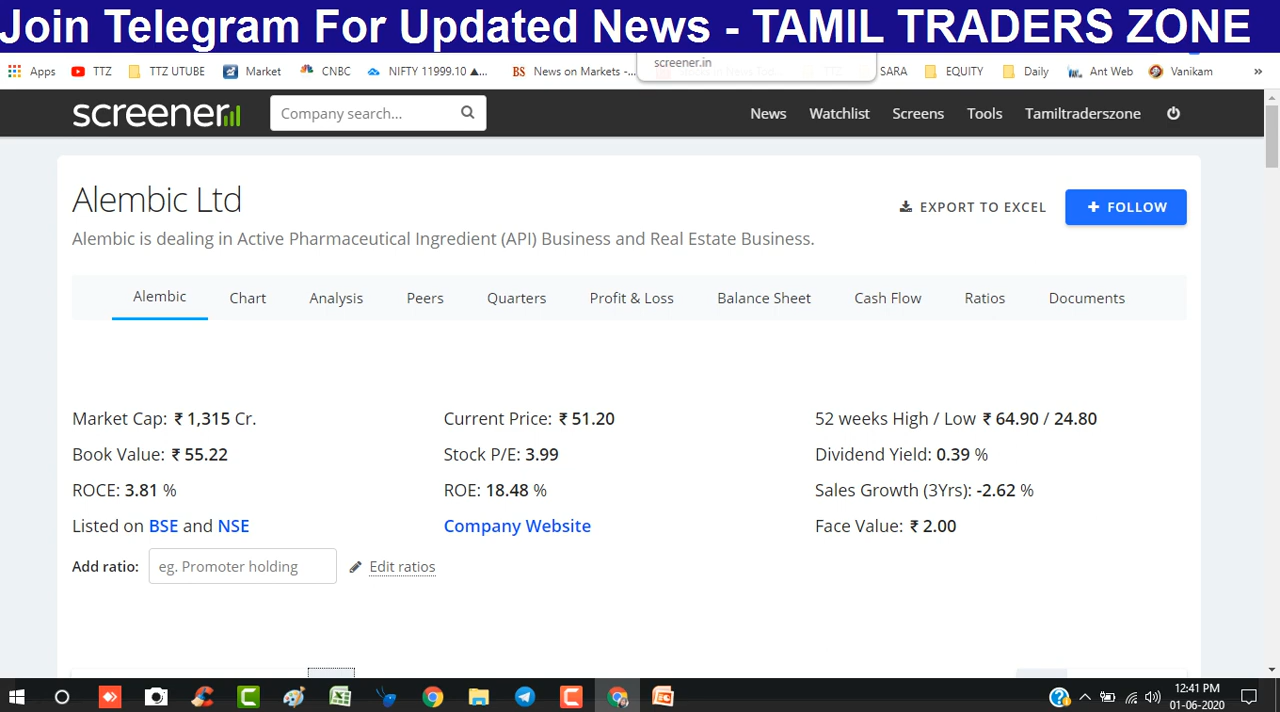 Join Telegram For Updated News - TAMIL TRADERS ZONE
screener.in
Apps TTZ TTZ UTUBE Market CNBC NIFTY 11999.10 ▲... BS News on Markets -... SARA EQUITY Daily Ant Web Vanikam »
screener Company search... News Watchlist Screens Tools Tamiltraderszone
Alembic Ltd
EXPORT TO EXCEL + FOLLOW
Alembic is dealing in Active Pharmaceutical Ingredient (API) Business and Real Estate Business.
Alembic Chart Analysis Peers Quarters Profit & Loss Balance Sheet Cash Flow Ratios Documents
Market Cap: ₹ 1,315 Cr. Current Price: ₹ 51.20 52 weeks High / Low ₹ 64.90 / 24.80
Book Value: ₹ 55.22 Stock P/E: 3.99 Dividend Yield: 0.39 %
ROCE: 3.81 % ROE: 18.48 % Sales Growth (3Yrs): -2.62 %
Listed on BSE and NSE Company Website Face Value: ₹ 2.00
Add ratio: eg. Promoter holding Edit ratios
12:41 PM
01-06-2020